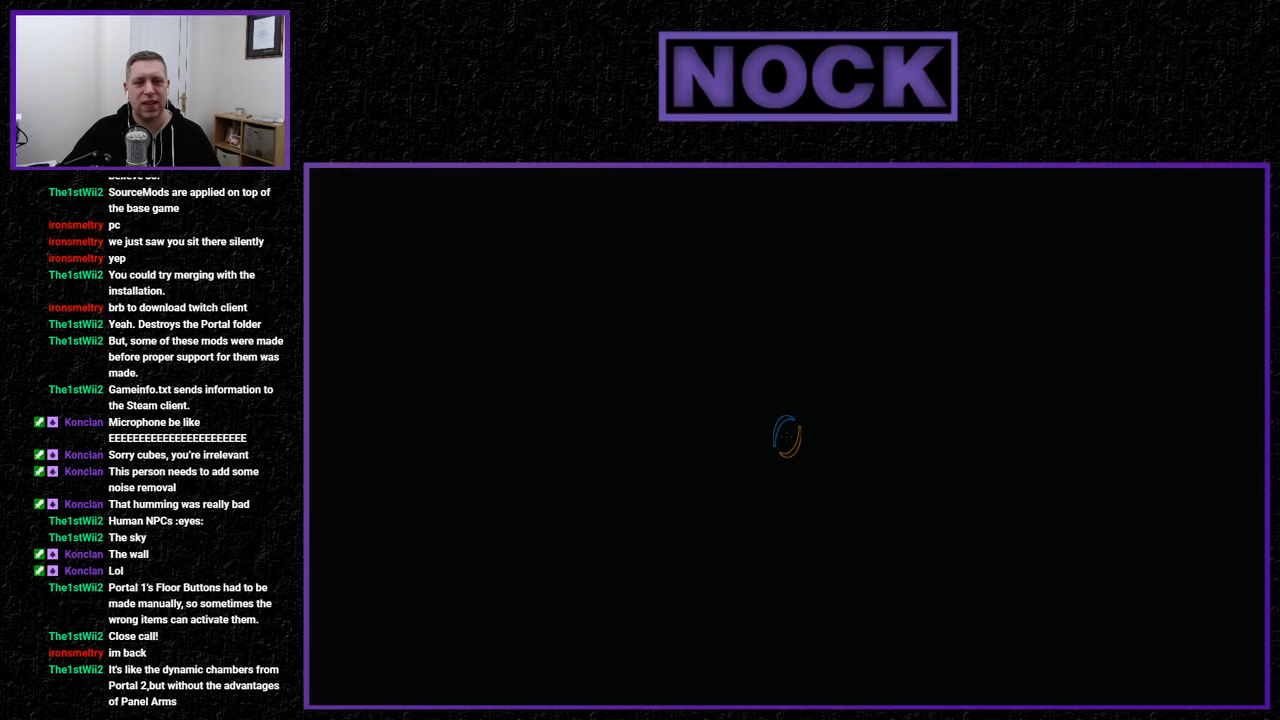 NOCK
believe so.
The1stWii2 SourceMods are applied on top of
the base game
ironsmeltry pc
ironsmeltry we just saw you sit there silently
ironsmeltry yep
The1stWii2 You could try merging with the
installation.
ironsmeltry brb to download twitch client
The1stWii2 Yeah. Destroys the Portal folder
The1stWii2 But, some of these mods were made
before proper support for them was
made.
The1stWii2 Gameinfo.txt sends information to
the Steam client.
Konclan Microphone be like
EEEEEEEEEEEEEEEEEEEEEEE
Konclan Sorry cubes, you're irrelevant
Konclan This person needs to add some
noise removal
Konclan That humming was really bad
The1stWii2 Human NPCs :eyes:
The1stWii2 The sky
Konclan The wall
Konclan Lol
The1stWii2 Portal 1's Floor Buttons had to be
made manually, so sometimes the
wrong items can activate them.
The1stWii2 Close call!
ironsmeltry im back
The1stWii2 It's like the dynamic chambers from
Portal 2,but without the advantages
of Panel Arms